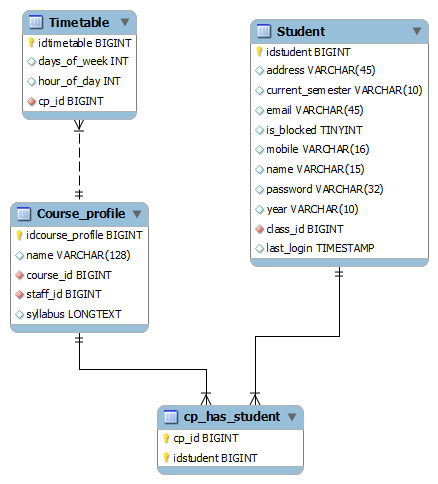 Timetable
idtimetable BIGINT
days_of_week INT
hour_of_day INT
cp_id BIGINT
Student
idstudent BIGINT
address VARCHAR(45)
current_semester VARCHAR(10)
email VARCHAR(45)
is_blocked TINYINT
mobile VARCHAR(16)
name VARCHAR(15)
password VARCHAR(32)
year VARCHAR(10)
class_id BIGINT
last_login TIMESTAMP
Course_profile
idcourse_profile BIGINT
name VARCHAR(128)
course_id BIGINT
staff_id BIGINT
syllabus LONGTEXT
cp_has_student
cp_id BIGINT
idstudent BIGINT